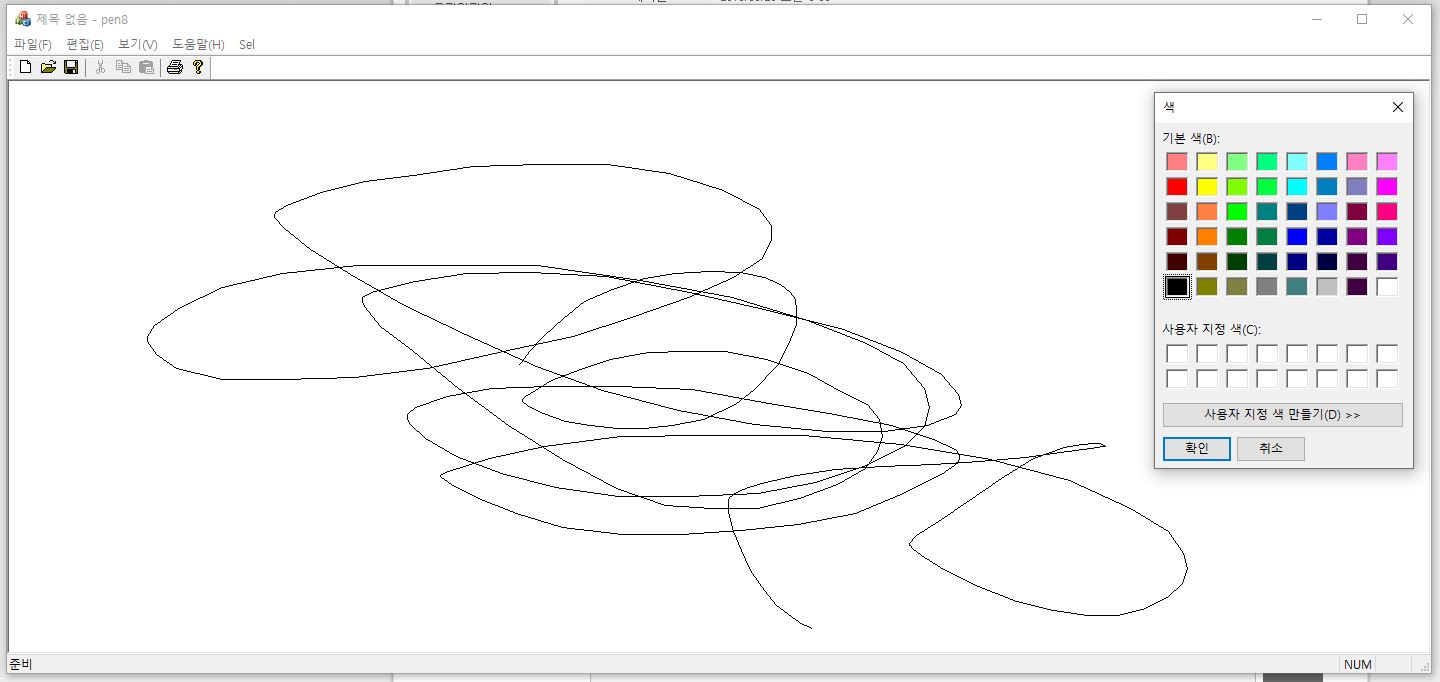 제목 없음 - pen8
파일(F) 편집(E) 보기(V) 도움말(H) Sel
색
기본 색(B):
사용자 지정 색(C):
사용자 지정 색 만들기(D) >>
확인 취소
준비 NUM